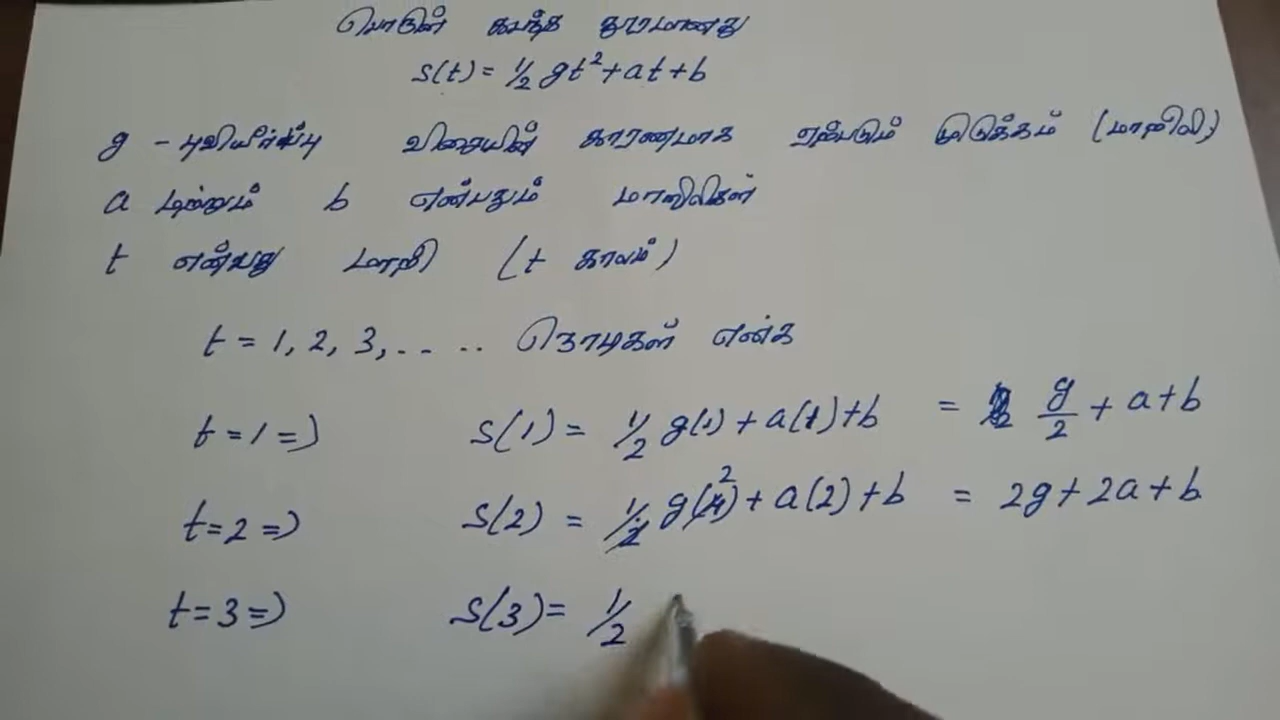 பொருள் கடந்த தூரமானது
s(t) = 1/2 gt² + at + b
g - புவியீர்ப்பு விசையின் காரணமாக ஏற்படும் முடுக்கம் (மாறிலி)
a மற்றும் b என்பதும் மாறிலிகள்
t என்பது மாறி (t காலம்)
t = 1, 2, 3, .. .. நொடிகள் என்க
t = 1 => s(1) = 1/2 g(1) + a(1) + b = g/2 + a + b
t = 2 => s(2) = 1/2 g(4)² + a(2) + b = 2g + 2a + b
t = 3 => s(3) = 1/2